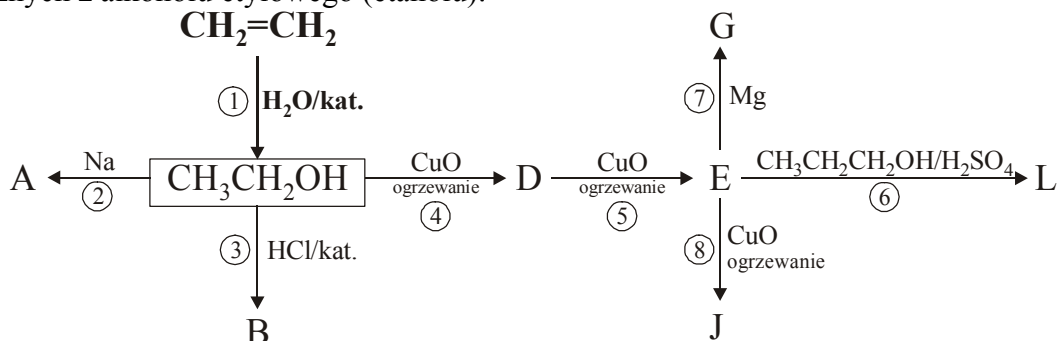 znych z alkoholu etylowego (etanolu).
CH₂=CH₂
G
1 H₂O/kat.
7 Mg
A Na 2 CH₃CH₂OH CuO ogrzewanie 4 D CuO ogrzewanie 5 E CH₃CH₂CH₂OH/H₂SO₄ 6 L
3 HCl/kat.
8 CuO
ogrzewanie
B
J